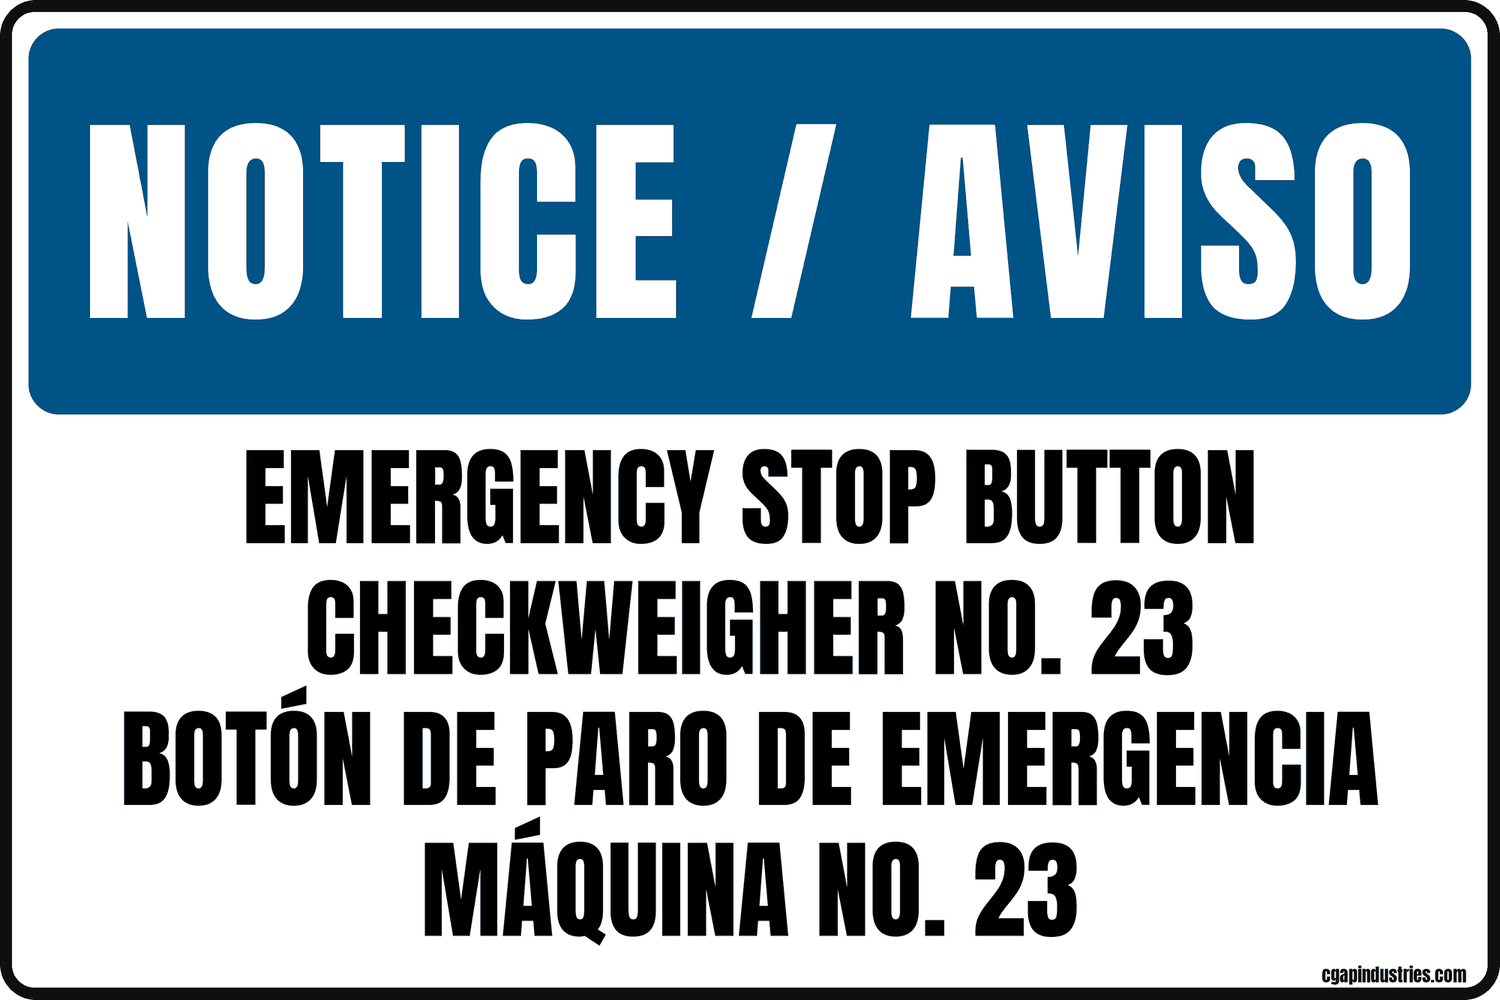 NOTICE / AVISO
EMERGENCY STOP BUTTON
CHECKWEIGHER NO. 23
BOTÓN DE PARO DE EMERGENCIA
MÁQUINA NO. 23
cgapindustries.com